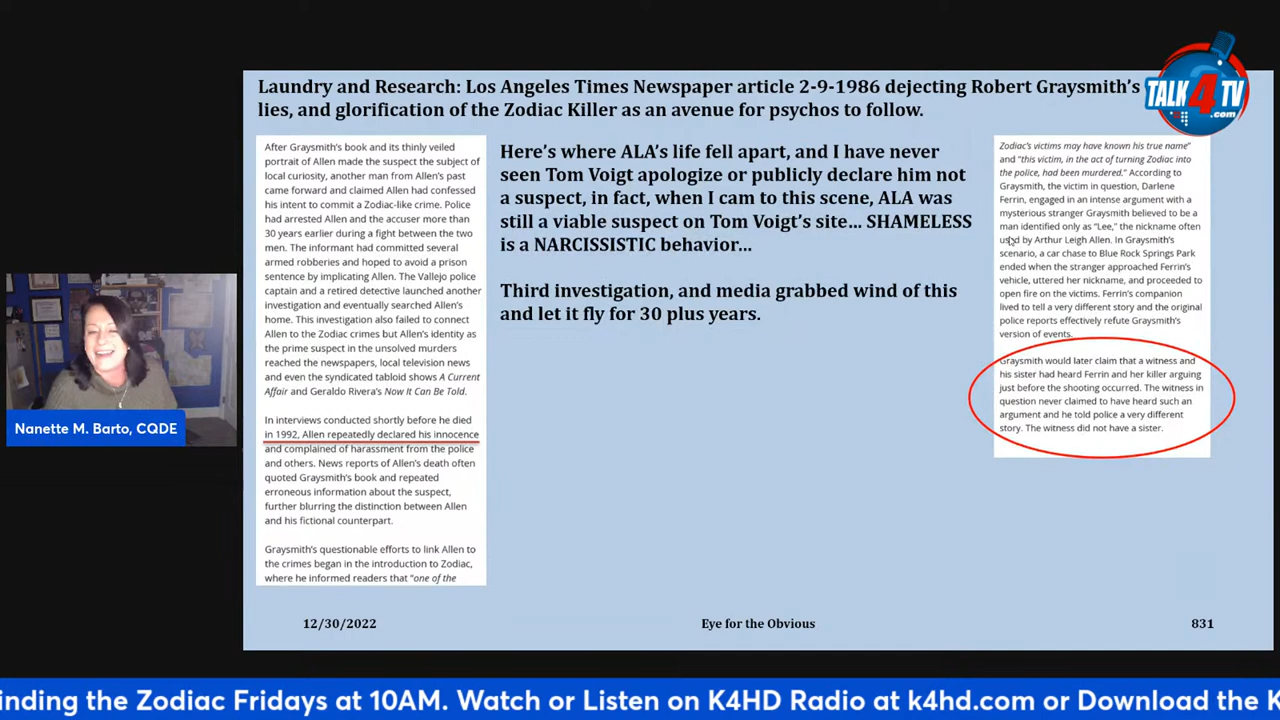 Laundry and Research: Los Angeles Times Newspaper article 2-9-1986 dejecting Robert Graysmith's
lies, and glorification of the Zodiac Killer as an avenue for psychos to follow.
TALK 4 TV
.com
After Graysmith's book and its thinly veiled
portrait of Allen made the suspect the subject of
local curiosity, another man from Allen's past
came forward and claimed Allen had confessed
his intent to commit a Zodiac-like crime. Police
had arrested Allen and the accuser more than
30 years earlier during a fight between the two
men. The informant had committed several
armed robberies and hoped to avoid a prison
sentence by implicating Allen. The Vallejo police
captain and a retired detective launched another
investigation and eventually searched Allen's
home. This investigation also failed to connect
Allen to the Zodiac crimes but Allen's identity as
the prime suspect in the unsolved murders
reached the newspapers, local television news
and even the syndicated tabloid shows A Current
Affair and Geraldo Rivera's Now It Can Be Told.
In interviews conducted shortly before he died
in 1992, Allen repeatedly declared his innocence
and complained of harassment from the police
and others. News reports of Allen's death often
quoted Graysmith's book and repeated
erroneous information about the suspect,
further blurring the distinction between Allen
and his fictional counterpart.
Graysmith's questionable efforts to link Allen to
the crimes began in the introduction to Zodiac,
where he informed readers that "one of the
Here's where ALA's life fell apart, and I have never
seen Tom Voigt apologize or publicly declare him not
a suspect, in fact, when I cam to this scene, ALA was
still a viable suspect on Tom Voigt's site... SHAMELESS
is a NARCISSISTIC behavior...
Third investigation, and media grabbed wind of this
and let it fly for 30 plus years.
Zodiac's victims may have known his true name"
and "this victim, in the act of turning Zodiac into
the police, had been murdered." According to
Graysmith, the victim in question, Darlene
Ferrin, engaged in an intense argument with a
mysterious stranger Graysmith believed to be a
man identified only as "Lee," the nickname often
used by Arthur Leigh Allen. In Graysmith's
scenario, a car chase to Blue Rock Springs Park
ended when the stranger approached Ferrin's
vehicle, uttered her nickname, and proceeded to
open fire on the victims. Ferrin's companion
lived to tell a very different story and the original
police reports effectively refute Graysmith's
version of events.
Graysmith would later claim that a witness and
his sister had heard Ferrin and her killer arguing
just before the shooting occurred. The witness in
question never claimed to have heard such an
argument and he told police a very different
story. The witness did not have a sister.
Nanette M. Barto, CQDE
12/30/2022
Eye for the Obvious
831
inding the Zodiac Fridays at 10AM. Watch or Listen on K4HD Radio at k4hd.com or Download the K